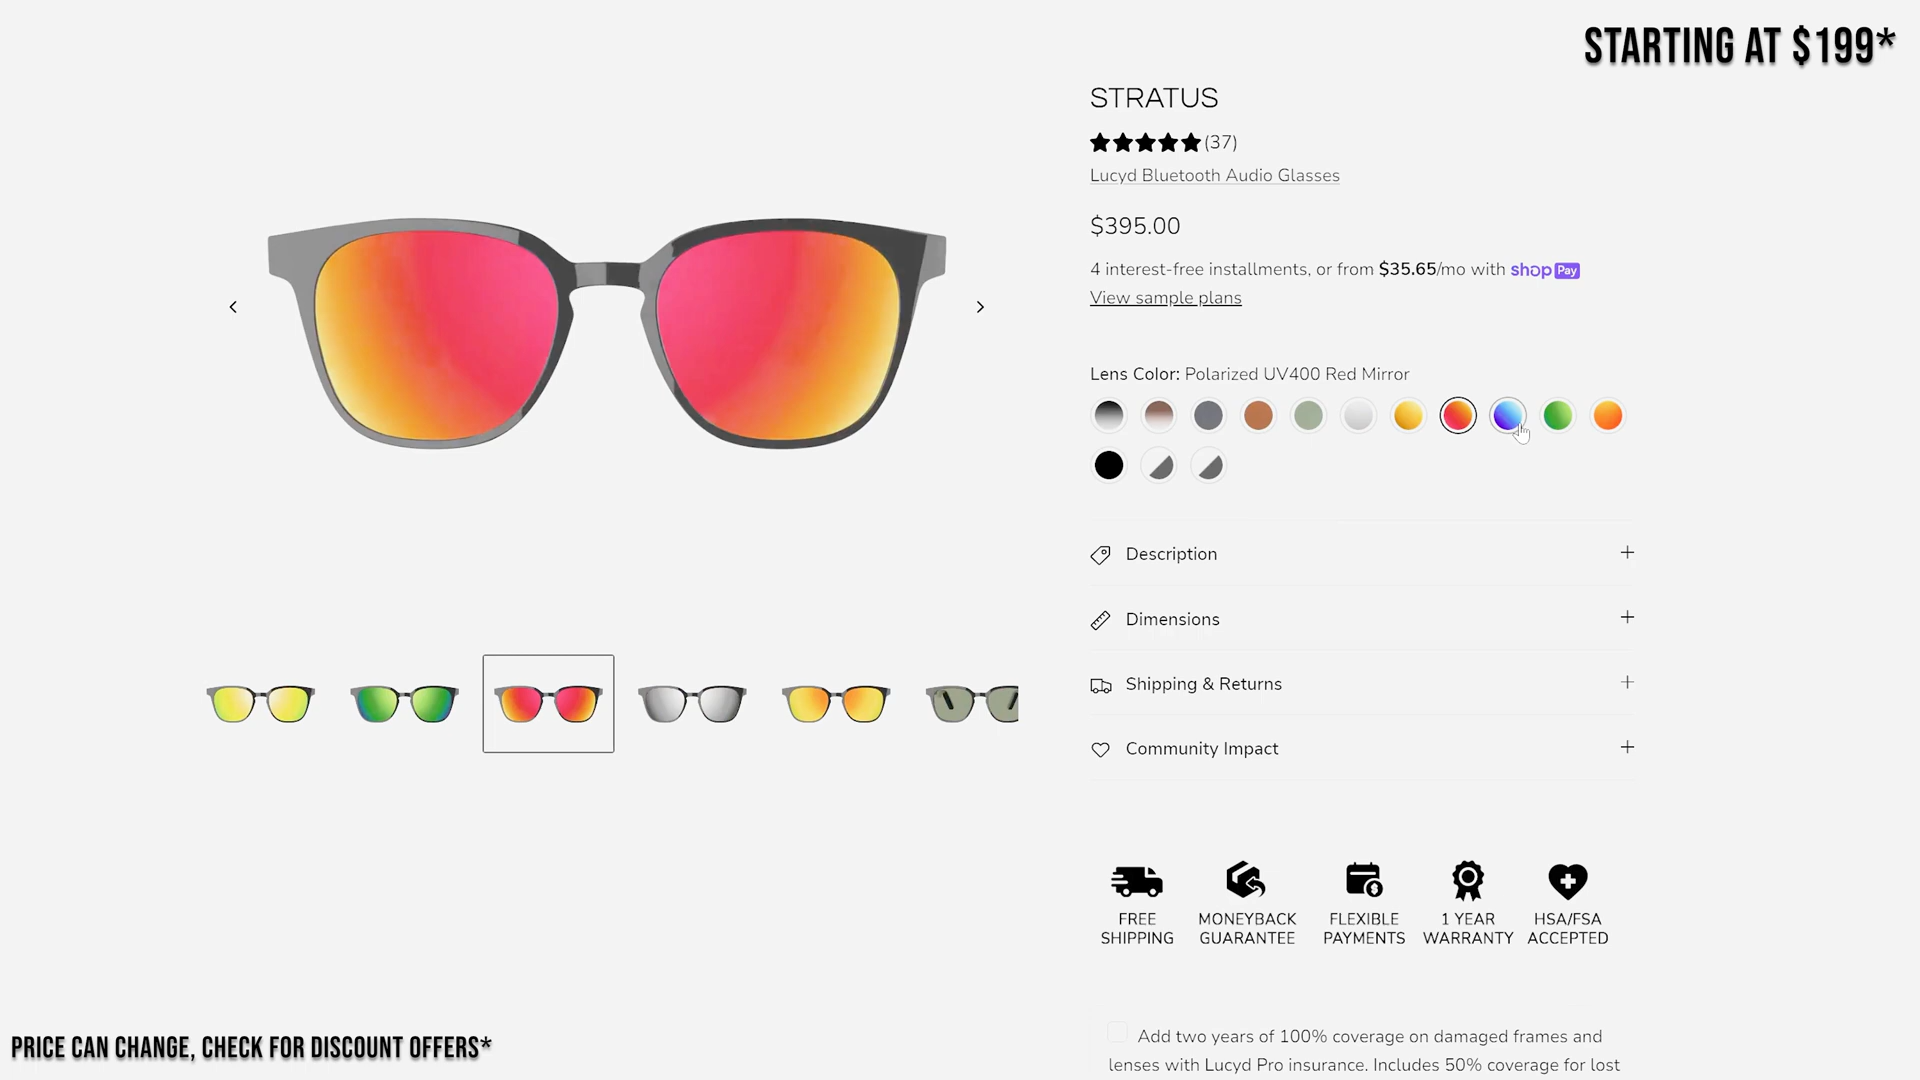 STARTING AT $199*
STRATUS
(37)
Lucyd Bluetooth Audio Glasses
$395.00
4 interest-free installments, or from $35.65/mo with shop Pay
View sample plans
Lens Color: Polarized UV400 Red Mirror
Description
Dimensions
Shipping & Returns
Community Impact
FREE SHIPPING
MONEYBACK GUARANTEE
FLEXIBLE PAYMENTS
1 YEAR WARRANTY
HSA/FSA ACCEPTED
Add two years of 100% coverage on damaged frames and
lenses with Lucyd Pro insurance. Includes 50% coverage for lost
PRICE CAN CHANGE, CHECK FOR DISCOUNT OFFERS*